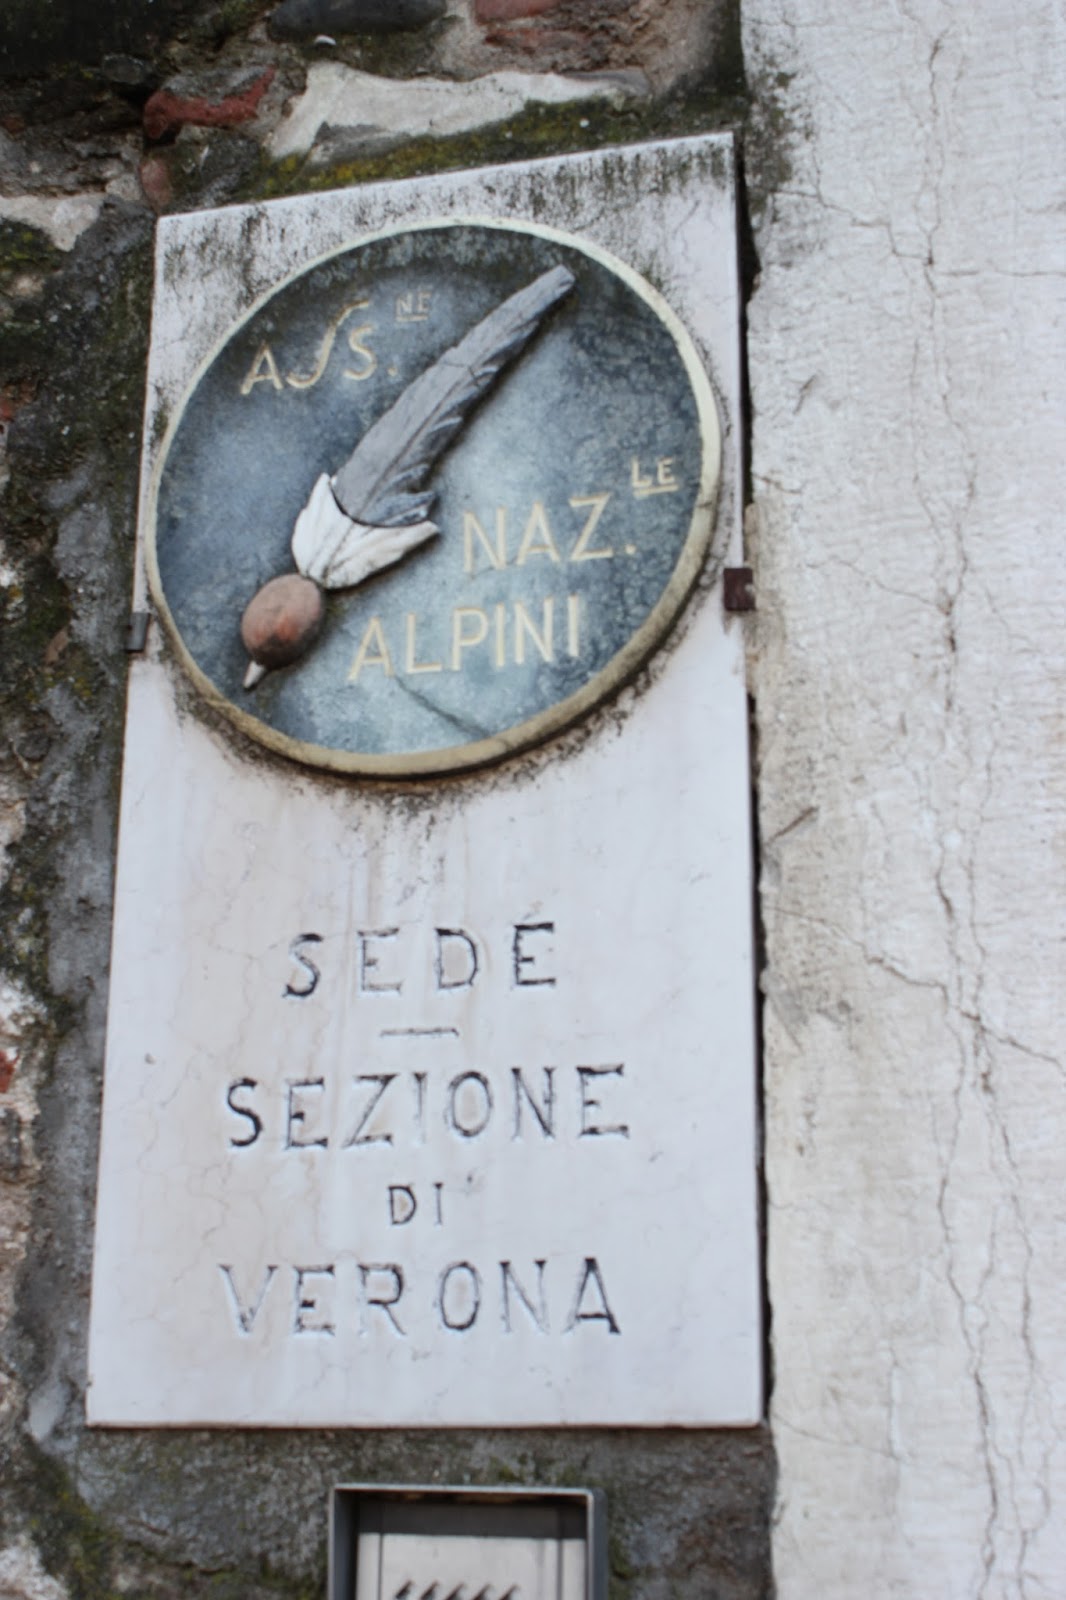 ASS.NE
NAZ.LE
ALPINI
SEDE
SEZIONE
DI
VERONA